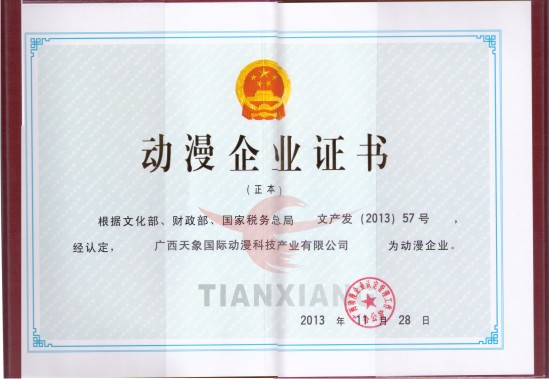 动漫企业证书
（正本）
根据文化部、财政部、国家税务总局 文产发（2013）57号，
经认定， 广西天象国际动漫科技产业有限公司 为动漫企业。
TIANXIAN
2013 年 11 月 28 日